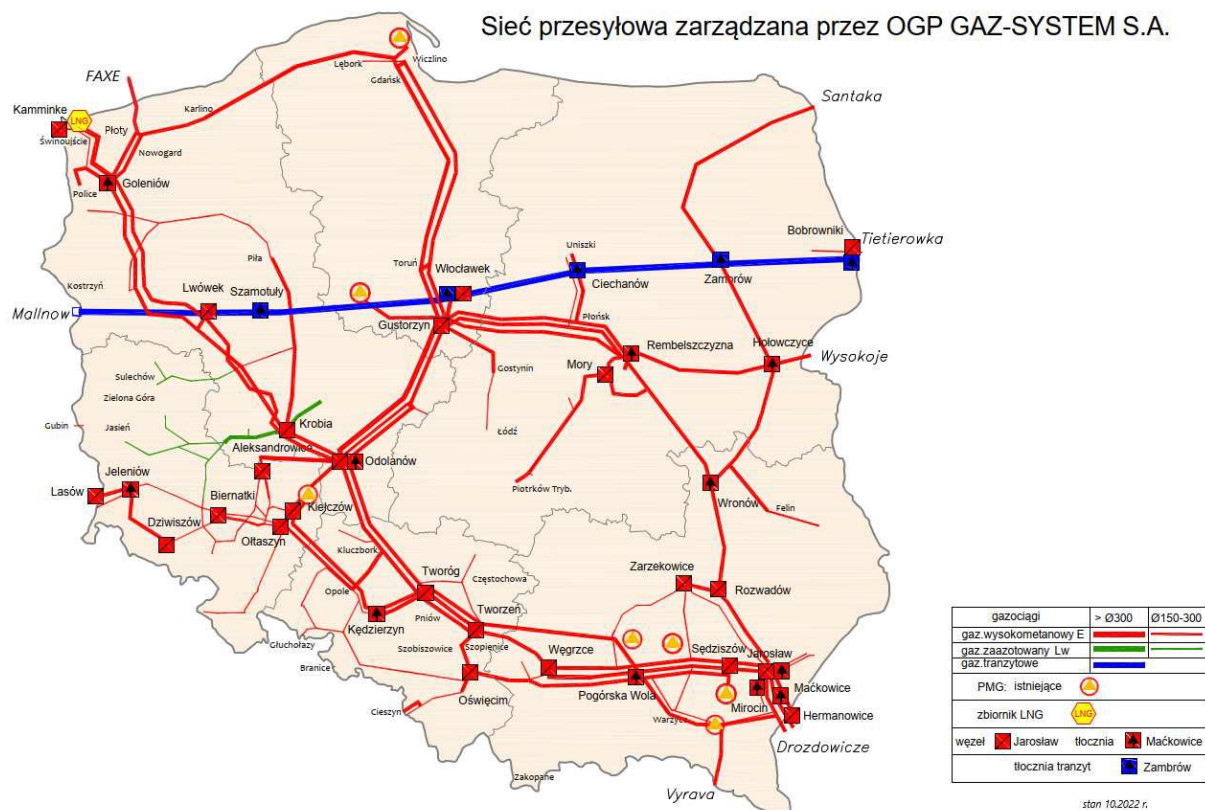 Sieć przesyłowa zarządzana przez OGP GAZ-SYSTEM S.A.
FAXE
Wiczlino
Lębork
Gdańsk
Karlino
Kamminke
LNG
Świnoujście
Płoty
Nowogard
Goleniów
Police
Santaka
Bobrowniki
Tietierowka
Uniszki
Zambrów
Ciechanów
Piła
Toruń
Włocławek
Kostrzyń
Lwówek
Szamotuły
Mallnow
Gustorzyn
Płońsk
Rembelszczyzna
Hołowczyce
Wysokoje
Mory
Gostynin
Sulechów
Zielona Góra
Gubin
Jasień
Krobia
Łódź
Aleksandrowice
Odolanów
Jeleniów
Lasów
Biernatki
Kiełczów
Piotrków Tryb.
Wronów
Felin
Dziwiszów
Ołtaszyn
Kluczbork
Tworóg
Częstochowa
Zarzekowice
Rozwadów
Opole
Kędzierzyn
Pniów
Tworzeń
Głuchołazy
Szobiszowice
Szopienice
Branice
Węgrzce
Sędziszów
Jarosław
Oświęcim
Pogórska Wola
Mirocin
Maćkowice
Hermanowice
Cieszyn
Warzyce
Drozdowicze
Zakopane
Vyrava
gazociągi > Ø300 Ø150-300
gaz.wysokometanowy E
gaz.zaazotowany Lw
gaz.tranzytowe
PMG: istniejące
zbiornik LNG LNG
węzeł Jarosław tłocznia Maćkowice
tłocznia tranzyt Zambrów
stan 10.2022 r.